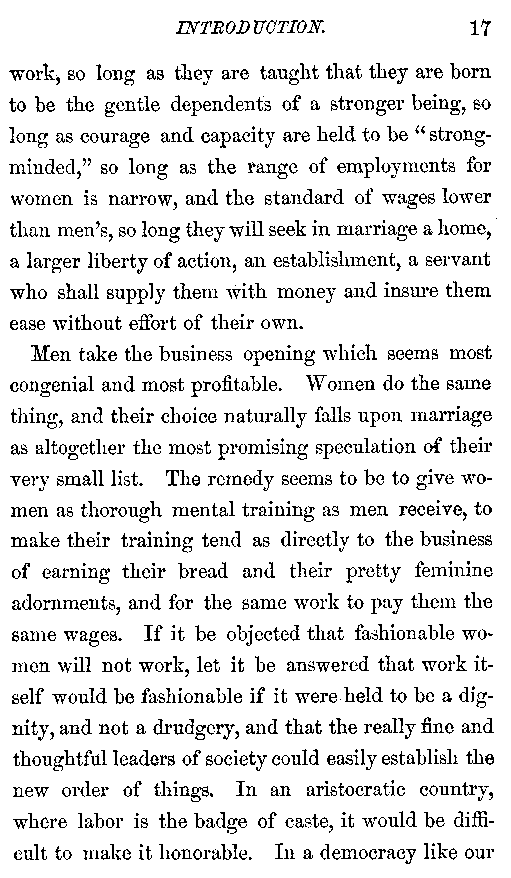 INTRODUCTION. 17
work, so long as they are taught that they are born
to be the gentle dependents of a stronger being, so
long as courage and capacity are held to be “strong-
minded,” so long as the range of employments for
women is narrow, and the standard of wages lower
than men’s, so long they will seek in marriage a home,
a larger liberty of action, an establishment, a servant
who shall supply them with money and insure them
ease without effort of their own.
Men take the business opening which seems most
congenial and most profitable. Women do the same
thing, and their choice naturally falls upon marriage
as altogether the most promising speculation of their
very small list. The remedy seems to be to give wo-
men as thorough mental training as men receive, to
make their training tend as directly to the business
of earning their bread and their pretty feminine
adornments, and for the same work to pay them the
same wages. If it be objected that fashionable wo-
men will not work, let it be answered that work it-
self would be fashionable if it were held to be a dig-
nity, and not a drudgery, and that the really fine and
thoughtful leaders of society could easily establish the
new order of things. In an aristocratic country,
where labor is the badge of caste, it would be diffi-
cult to make it honorable. In a democracy like our